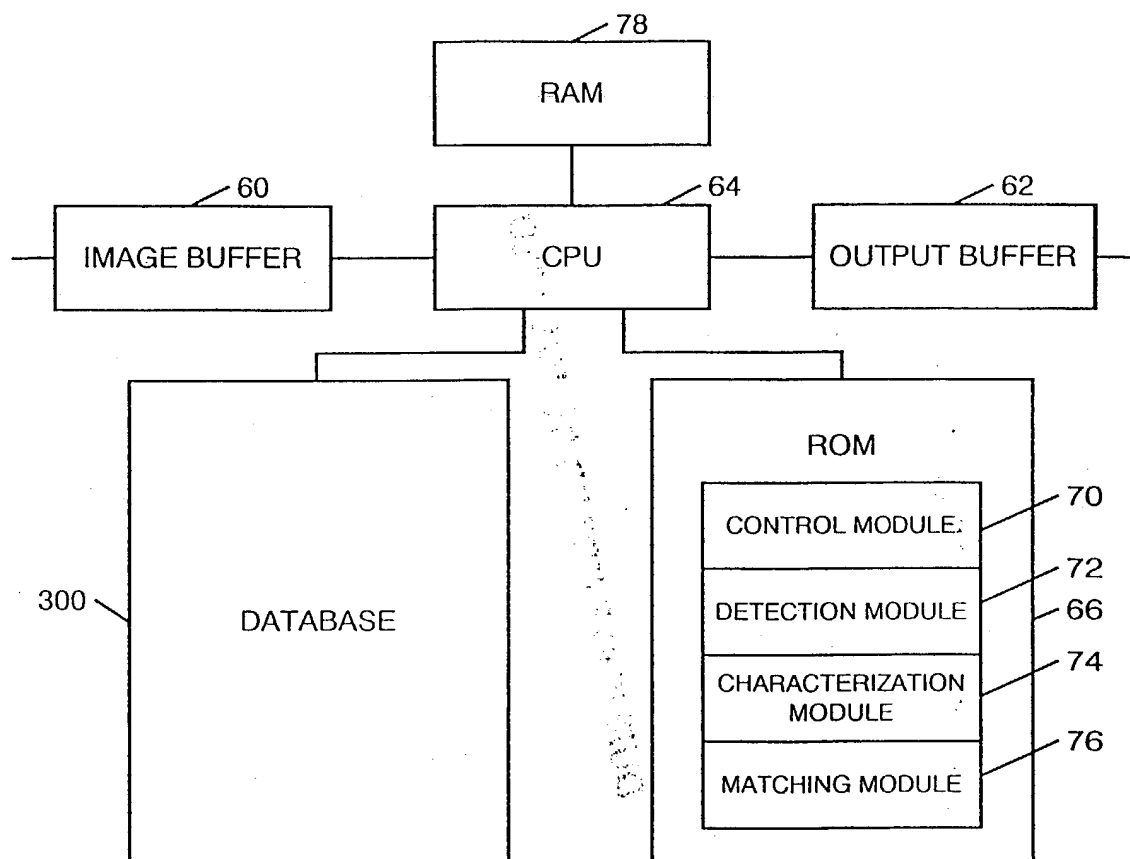 78
RAM
60
64
62
IMAGE BUFFER
CPU
OUTPUT BUFFER
ROM
70
CONTROL MODULE
72
300
DATABASE
DETECTION MODULE
66
74
CHARACTERIZATION
MODULE
76
MATCHING MODULE